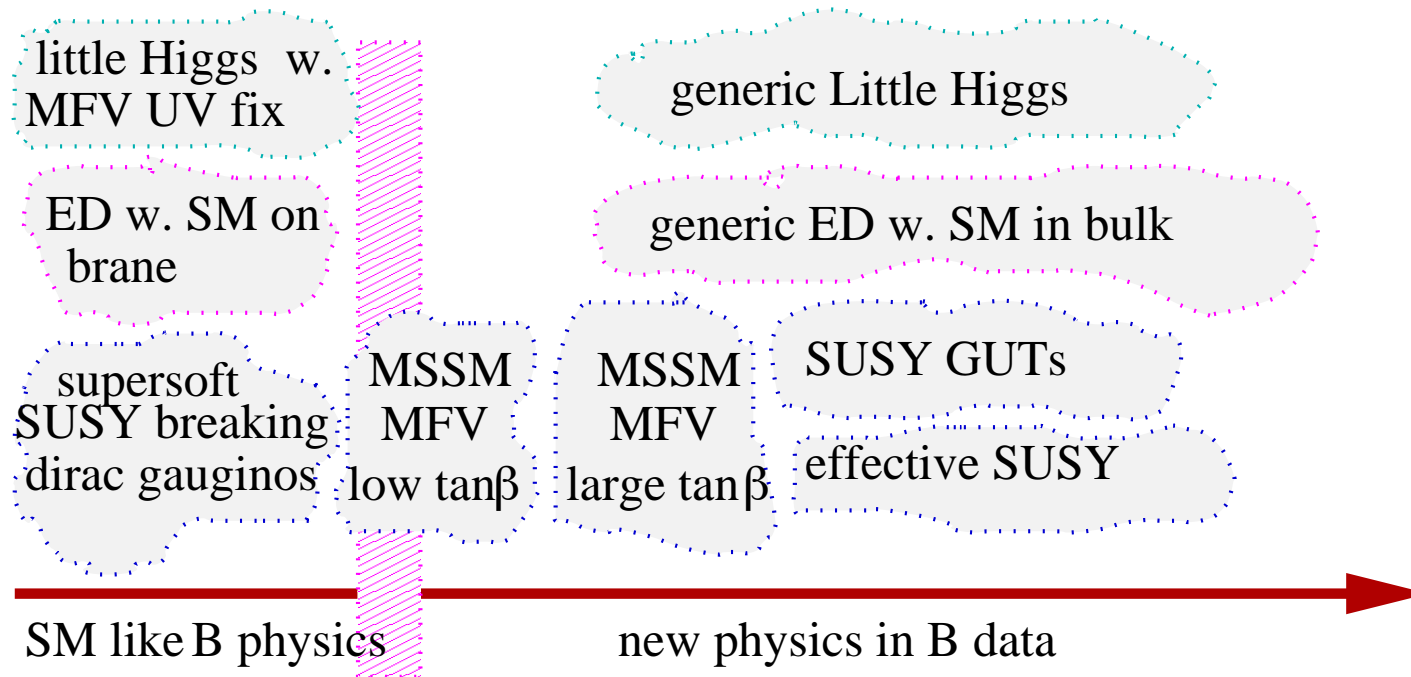 little Higgs w.
MFV UV fix
generic Little Higgs
ED w. SM on
brane
generic ED w. SM in bulk
supersoft
SUSY breaking
dirac gauginos
MSSM
MFV
low tanβ
MSSM
MFV
large tanβ
SUSY GUTs
effective SUSY
SM like B physics
new physics in B data